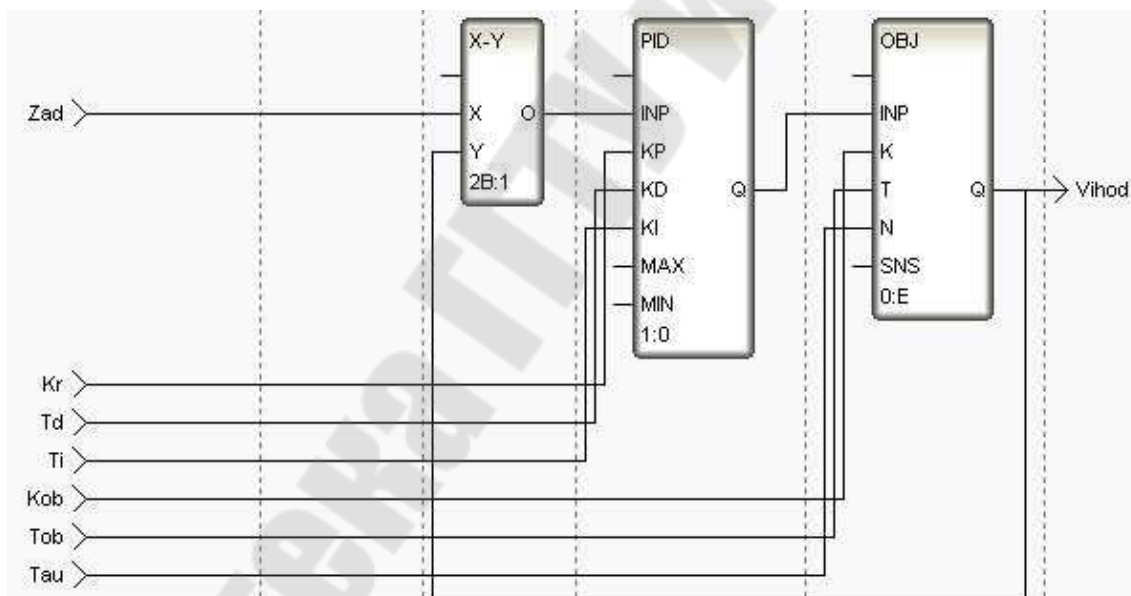 X-Y
X O
Y
2B:1
PID
INP
KP
KD Q
KI
MAX
MIN
1:0
OBJ
INP
K
T Q
N
SNS
0:E
Zad
Vihod
Kr
Td
Ti
Kob
Tob
Tau